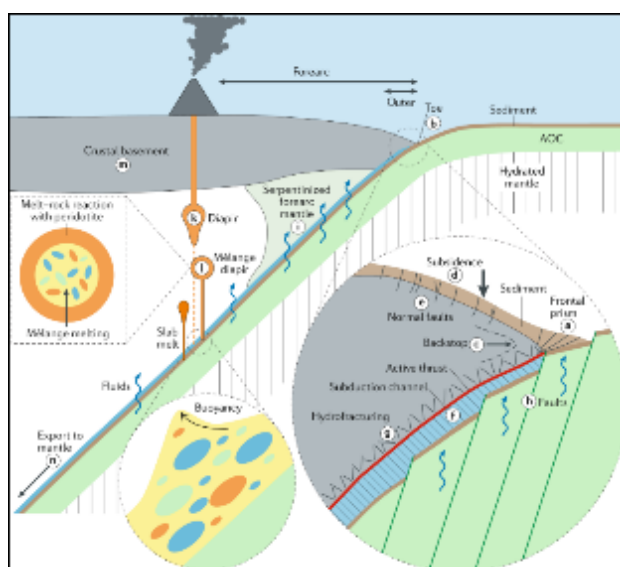 Forearc
Outer
Toe
b
Sediment
AOC
Crustal basement
m
Hydrated
mantle
Melt–rock reaction
with peridotite
k
Diapir
Serpentinized
forearc
mantle
i
Mélange
diapir
l
Mélange melting
Slab
melt
Fluids
Export to
mantle
n
Buoyancy
Subsidence
d
Sediment
Frontal
prism
a
e
Normal faults
Backstop
c
Active thrust
Subduction channel
f
h
Faults
Hydrofracturing
g